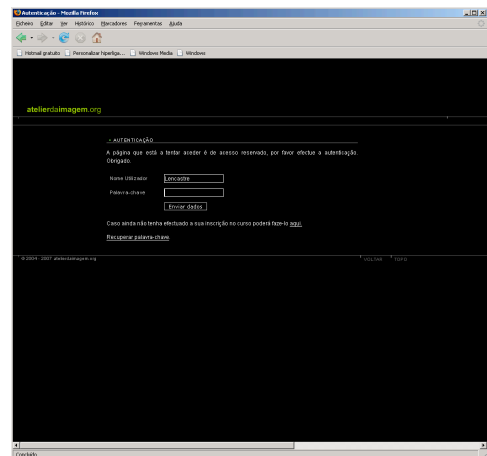 Autenticação - Mozilla Firefox
Ficheiro Editar Ver Histórico Marcadores Ferramentas Ajuda
Hotmail gratuito Personalizar hiperliga... Windows Media Windows
atelierdaimagem.org
AUTENTICAÇÃO
A página que está a tentar aceder é de acesso reservado, por favor efectue a autenticação.
Obrigado.
Nome Utilizador Loncastre
Palavra-chave
Enviar dados
Caso ainda não tenha efectuado a sua inscrição no curso poderá faze-lo aqui.
Recuperar palavra-chave
© 2004 - 2007 atelierdaimagem.org VOLTAR TOPO
Concluído